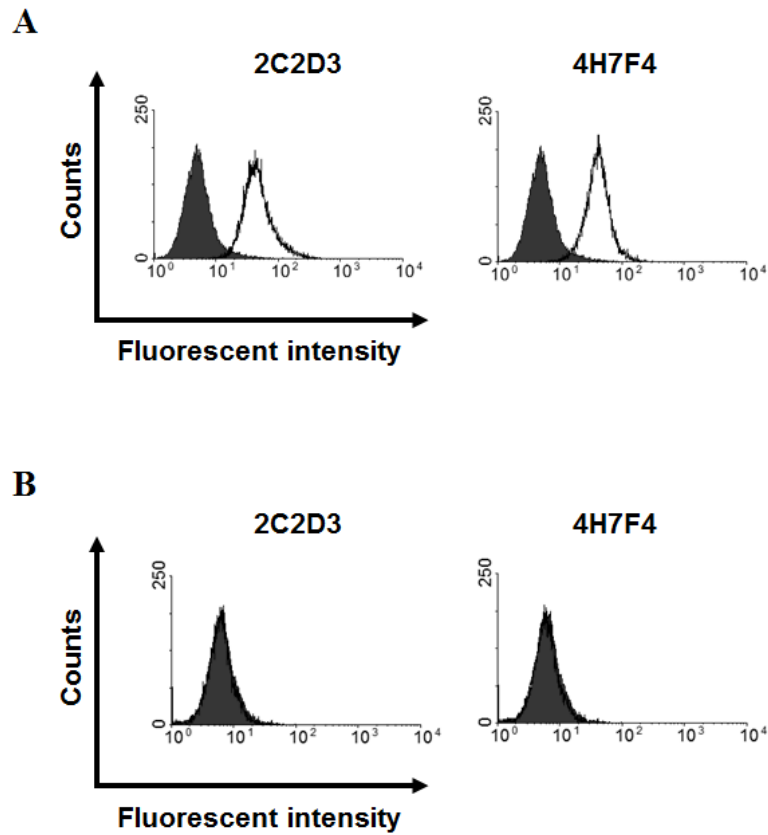 A
2C2D3 4H7F4
250 250
Counts
0 0
10⁰ 10¹ 10² 10³ 10⁴ 10⁰ 10¹ 10² 10³ 10⁴
Fluorescent intensity
B
2C2D3 4H7F4
250 250
Counts
0 0
10⁰ 10¹ 10² 10³ 10⁴ 10⁰ 10¹ 10² 10³ 10⁴
Fluorescent intensity